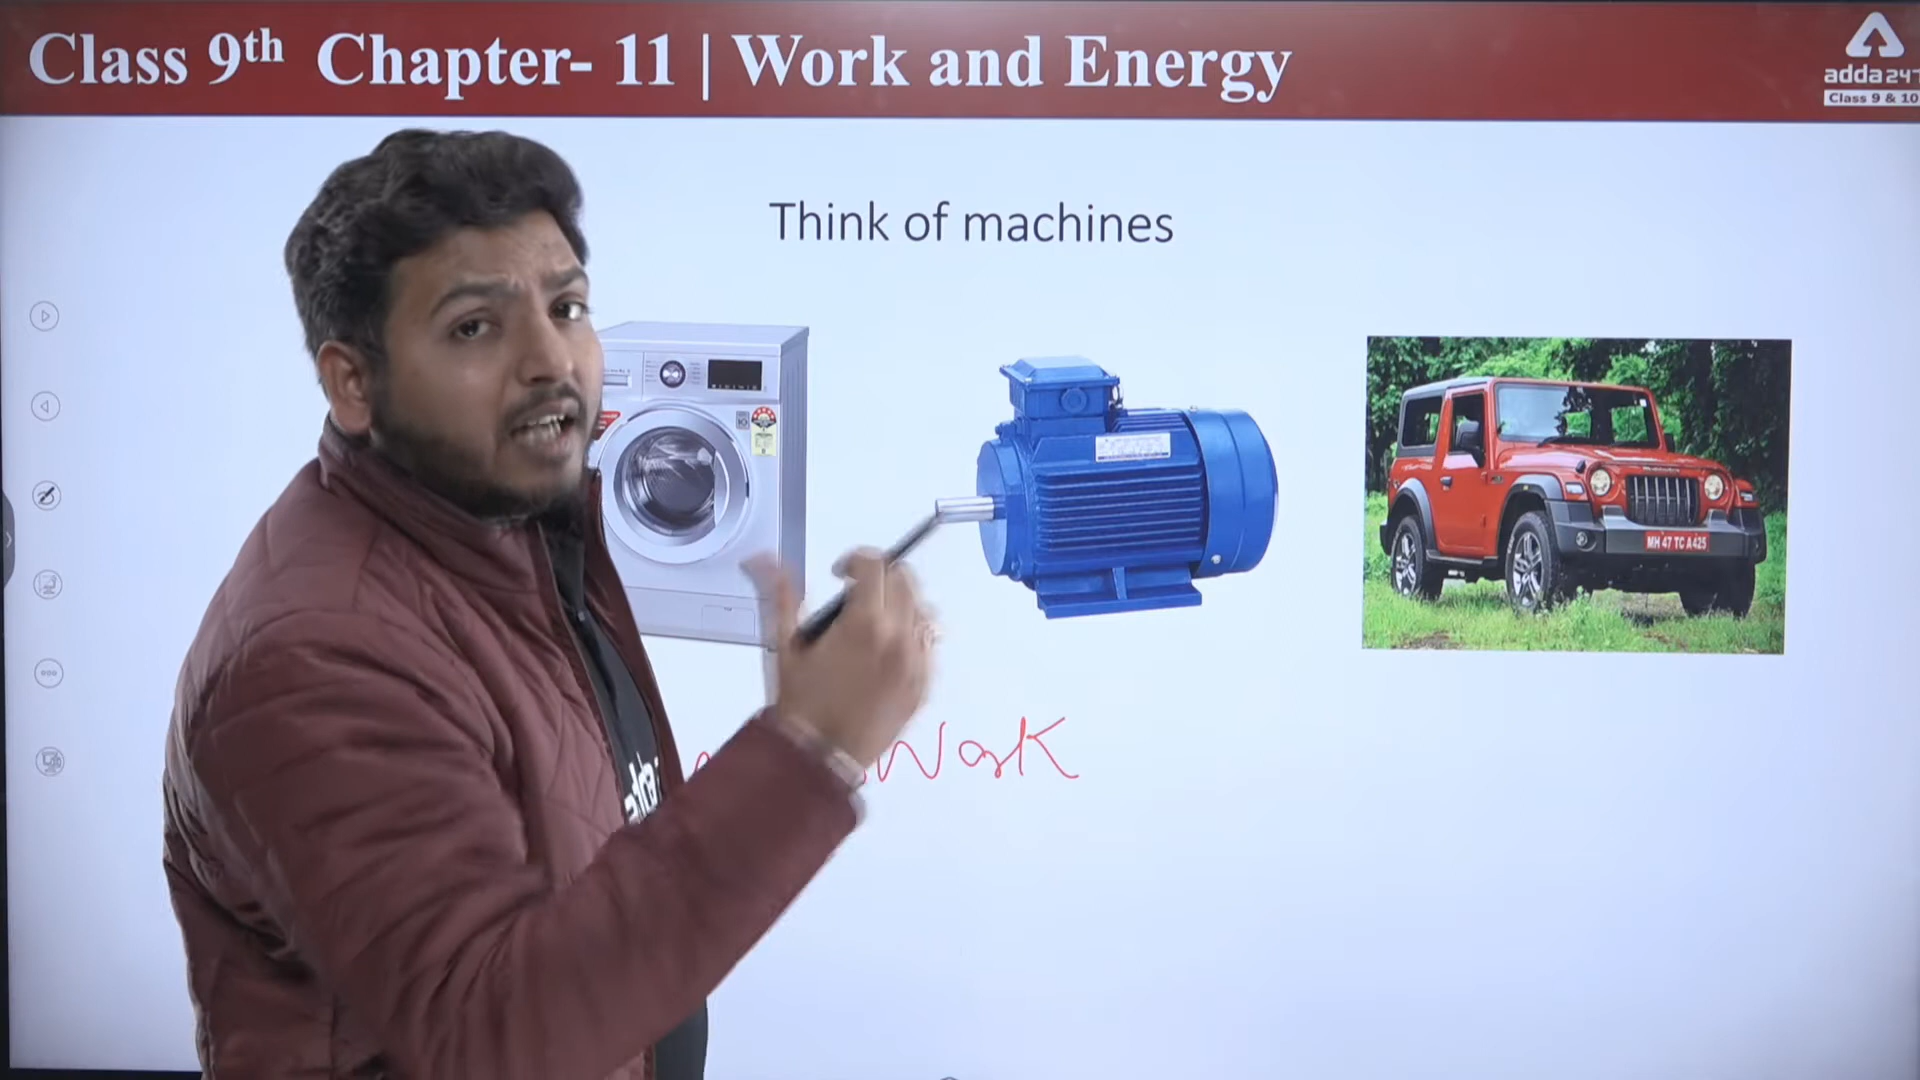 Class 9th Chapter- 11 | Work and Energy
adda247
Class 9 & 10
Think of machines
MH 47 TC A425
Work